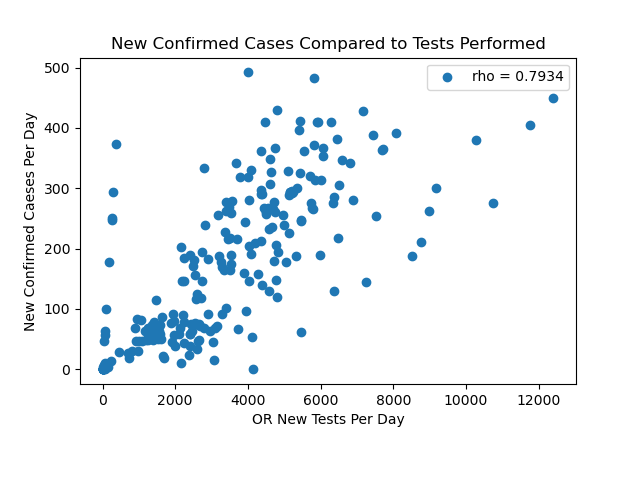 New Confirmed Cases Compared to Tests Performed
rho = 0.7934
500
400
300
200
100
0
New Confirmed Caeses Per Day
0 2000 4000 6000 8000 10000 12000
OR New Tests Per Day